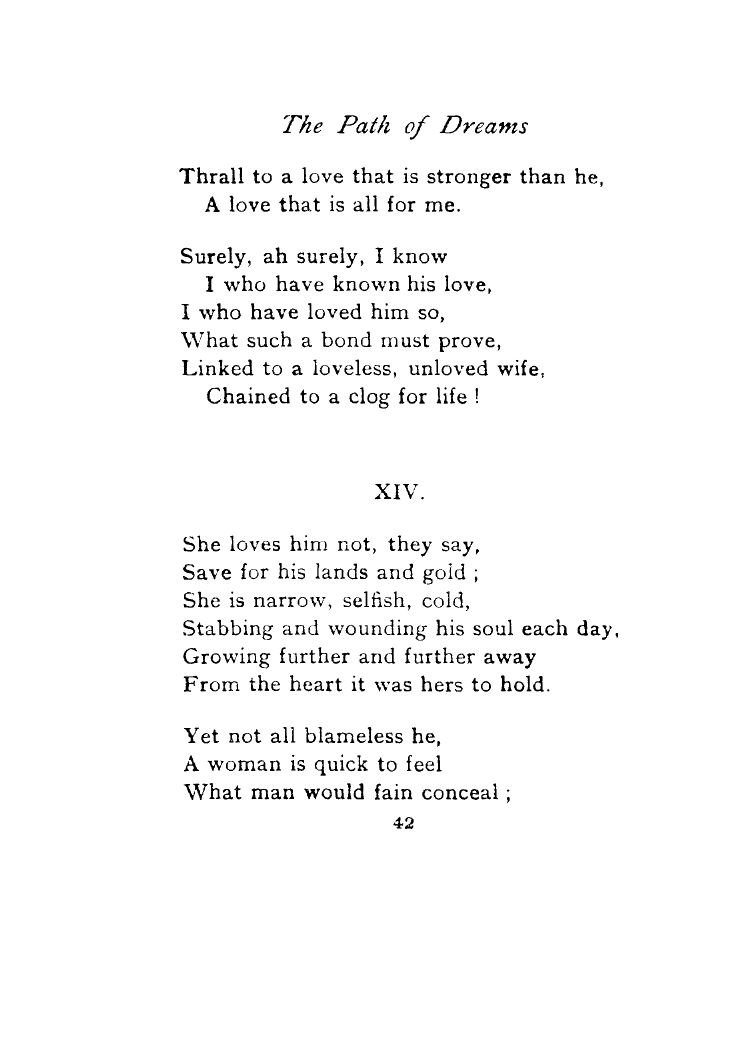 The Path of Dreams
Thrall to a love that is stronger than he,
A love that is all for me.
Surely, ah surely, I know
I who have known his love,
I who have loved him so,
What such a bond must prove,
Linked to a loveless, unloved wife,
Chained to a clog for life !
XIV.
She loves him not, they say,
Save for his lands and gold ;
She is narrow, selfish, cold,
Stabbing and wounding his soul each day,
Growing further and further away
From the heart it was hers to hold.
Yet not all blameless he,
A woman is quick to feel
What man would fain conceal ;
42